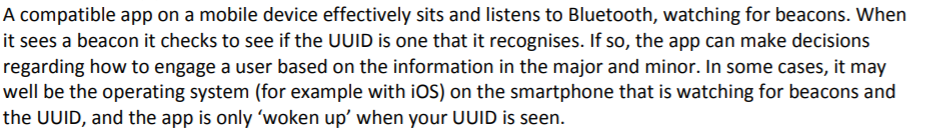 A compatible app on a mobile device effectively sits and listens to Bluetooth, watching for beacons. When
it sees a beacon it checks to see if the UUID is one that it recognises. If so, the app can make decisions
regarding how to engage a user based on the information in the major and minor. In some cases, it may
well be the operating system (for example with iOS) on the smartphone that is watching for beacons and
the UUID, and the app is only ‘woken up’ when your UUID is seen.